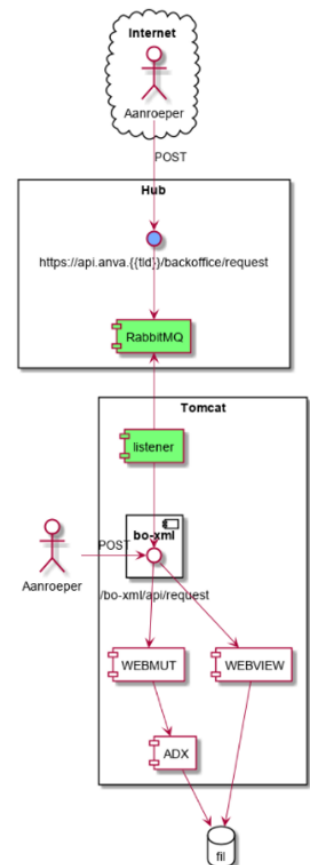 Internet
Aanroeper
POST
Hub
https://api.anva.{{tld}}/backoffice/request
RabbitMQ
Tomcat
listener
bo-xml
POST
Aanroeper
/bo-xml/api/request
WEBMUT
WEBVIEW
ADX
fil